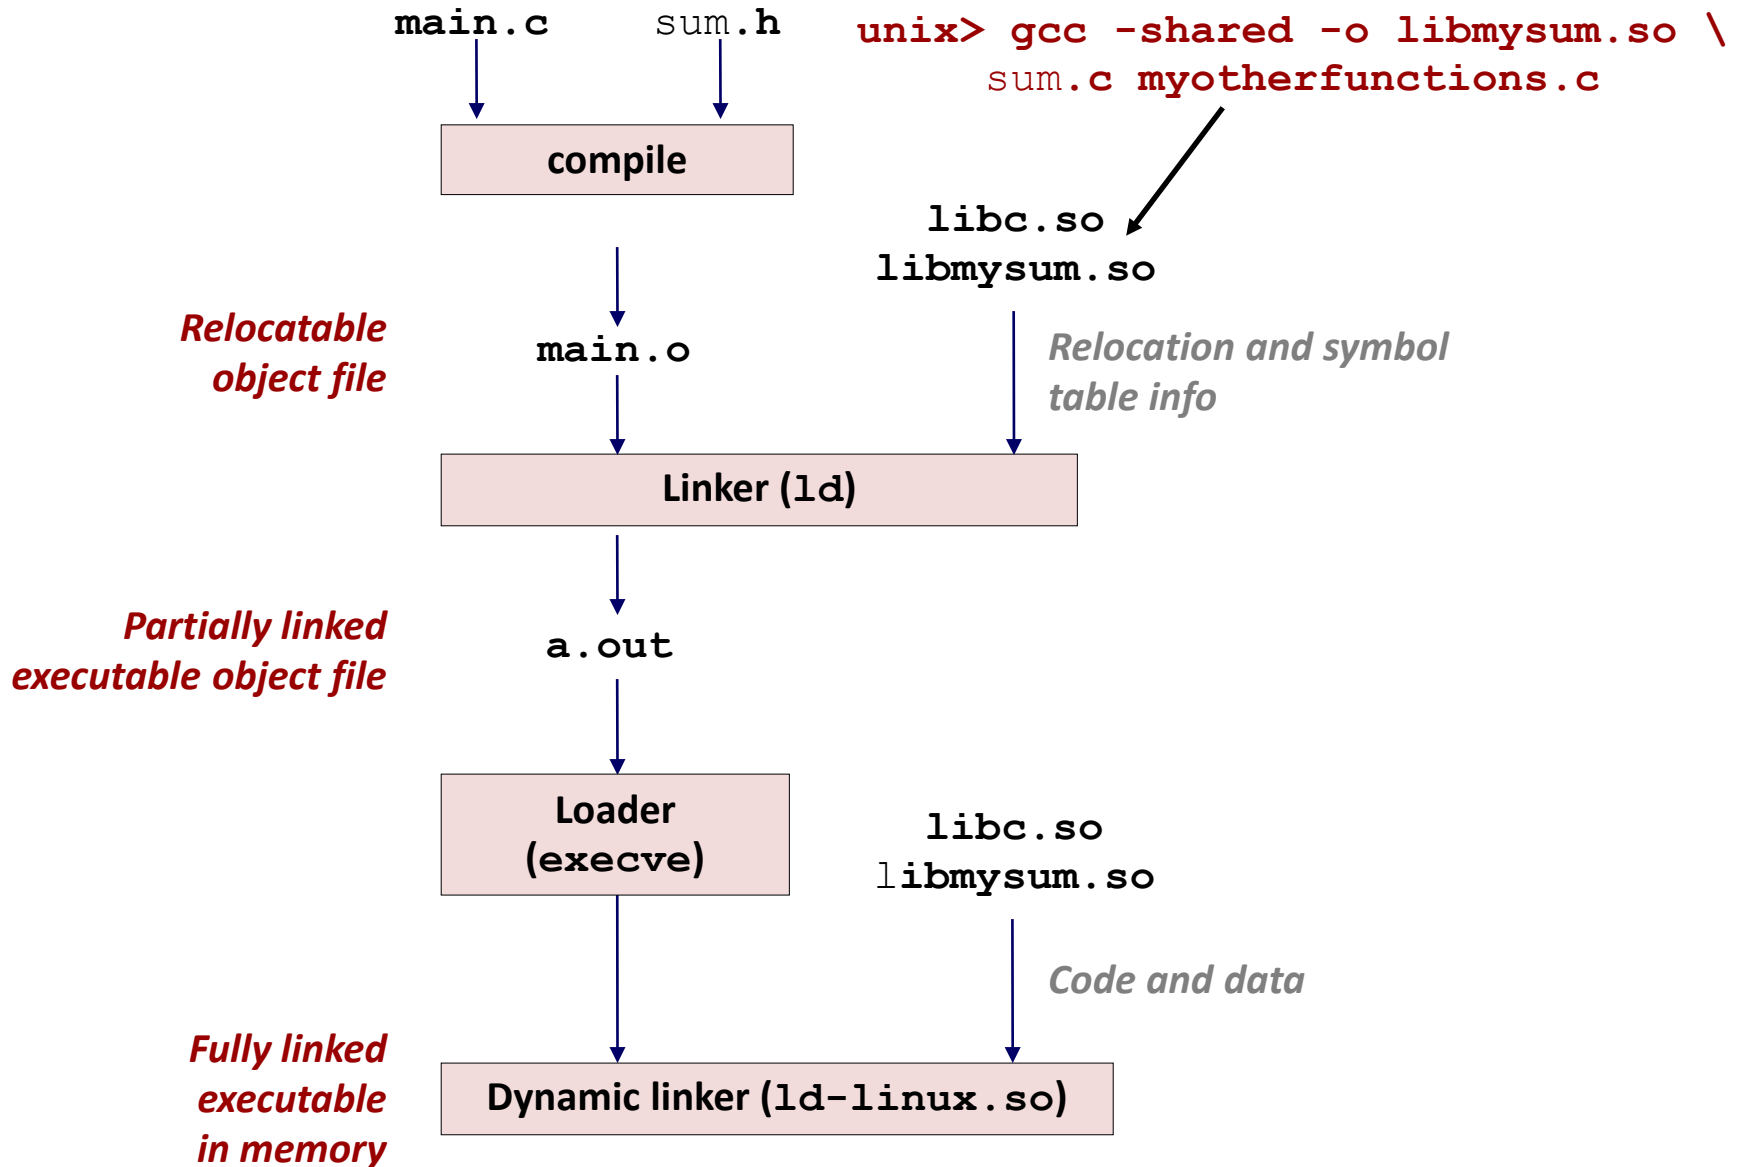 main.c
sum.h
unix> gcc -shared -o libmysum.so \
sum.c myotherfunctions.c
compile
libc.so
libmysum.so
Relocatable
object file
main.o
Relocation and symbol
table info
Linker (ld)
Partially linked
executable object file
a.out
Loader
(execve)
libc.so
libmysum.so
Code and data
Fully linked
executable
in memory
Dynamic linker (ld-linux.so)